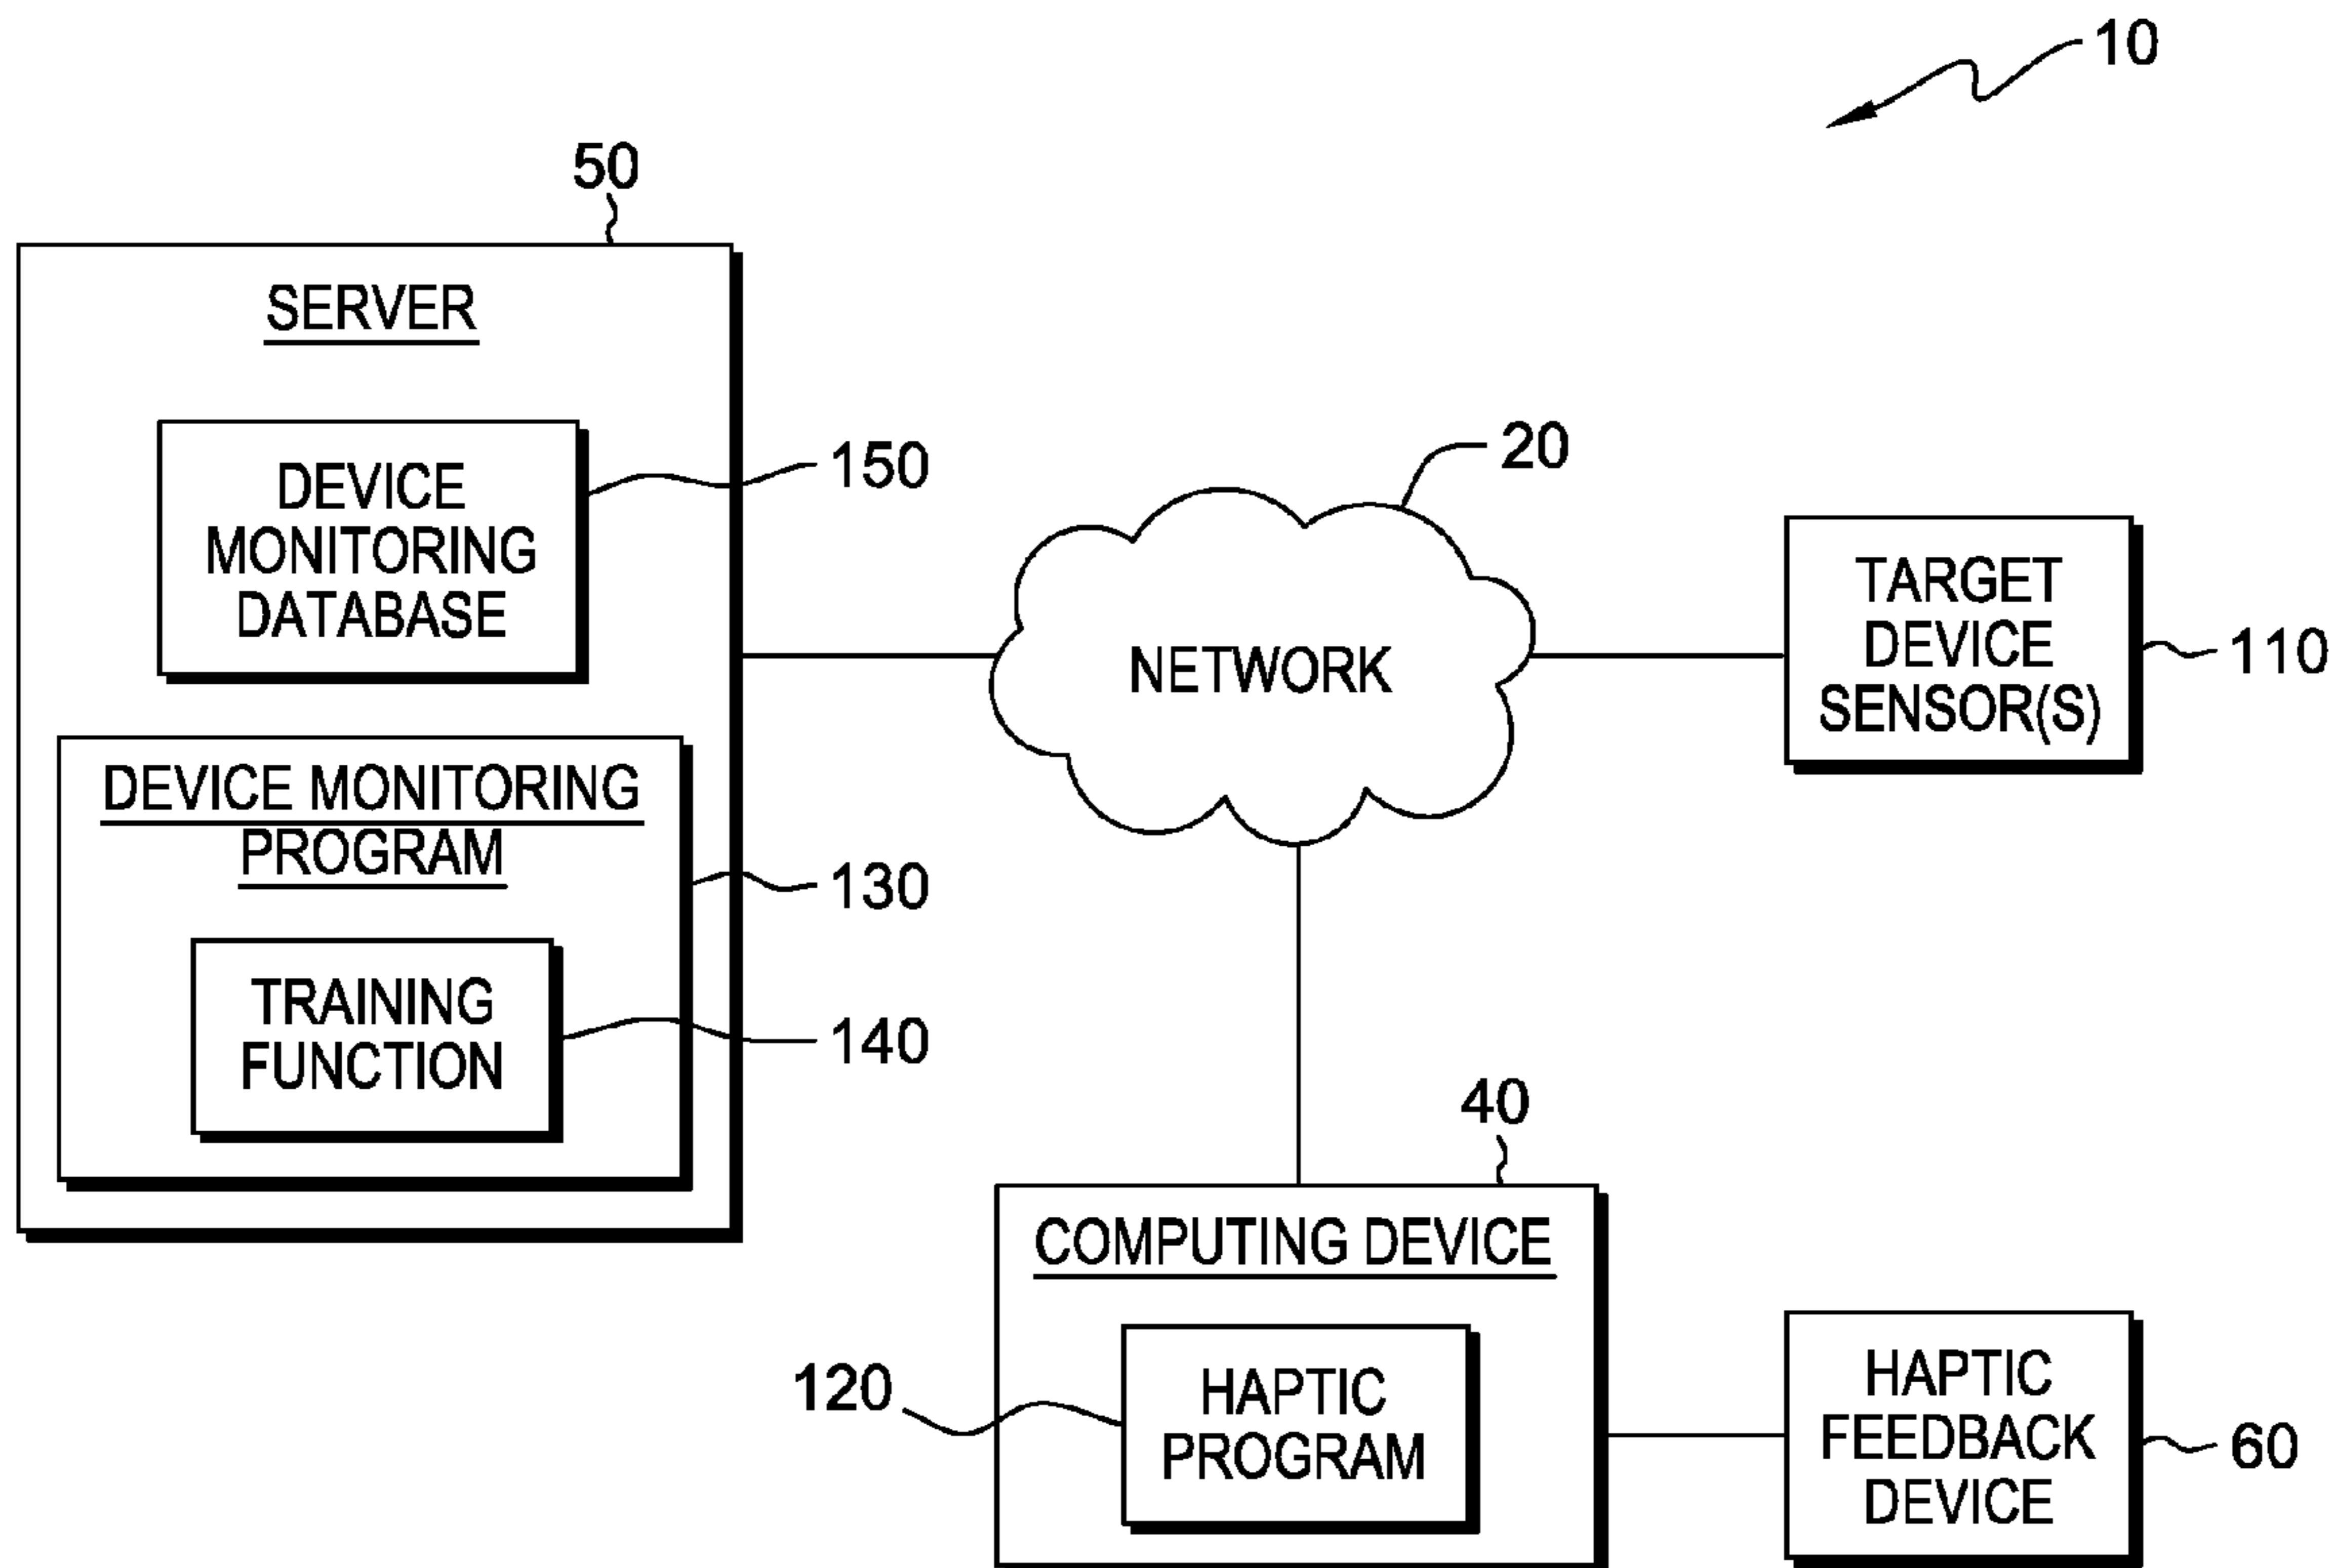 10
50
SERVER
DEVICE
MONITORING
DATABASE
150
DEVICE MONITORING
PROGRAM
130
TRAINING
FUNCTION
140
20
NETWORK
TARGET
DEVICE
SENSOR(S)
110
40
COMPUTING DEVICE
120
HAPTIC
PROGRAM
HAPTIC
FEEDBACK
DEVICE
60